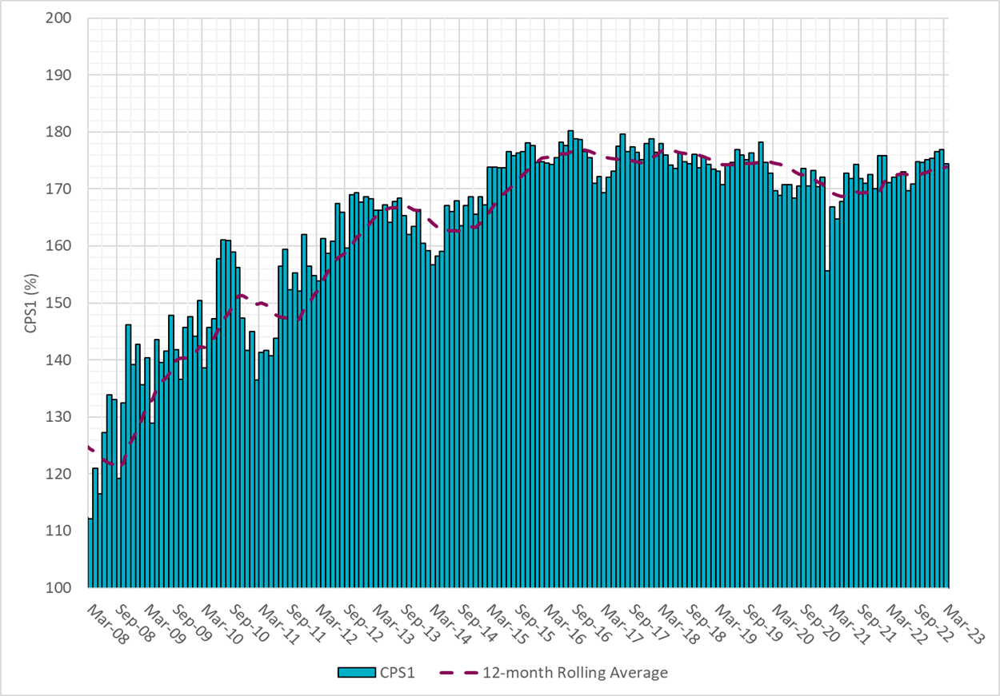 200
190
180
170
160
150
140
130
120
110
100
CPS1 (%)
Mar-08
Sep-08
Mar-09
Sep-09
Mar-10
Sep-10
Mar-11
Sep-11
Mar-12
Sep-12
Mar-13
Sep-13
Mar-14
Sep-14
Mar-15
Sep-15
Mar-16
Sep-16
Mar-17
Sep-17
Mar-18
Sep-18
Mar-19
Sep-19
Mar-20
Sep-20
Mar-21
Sep-21
Mar-22
Sep-22
Mar-23
CPS1 12-month Rolling Average